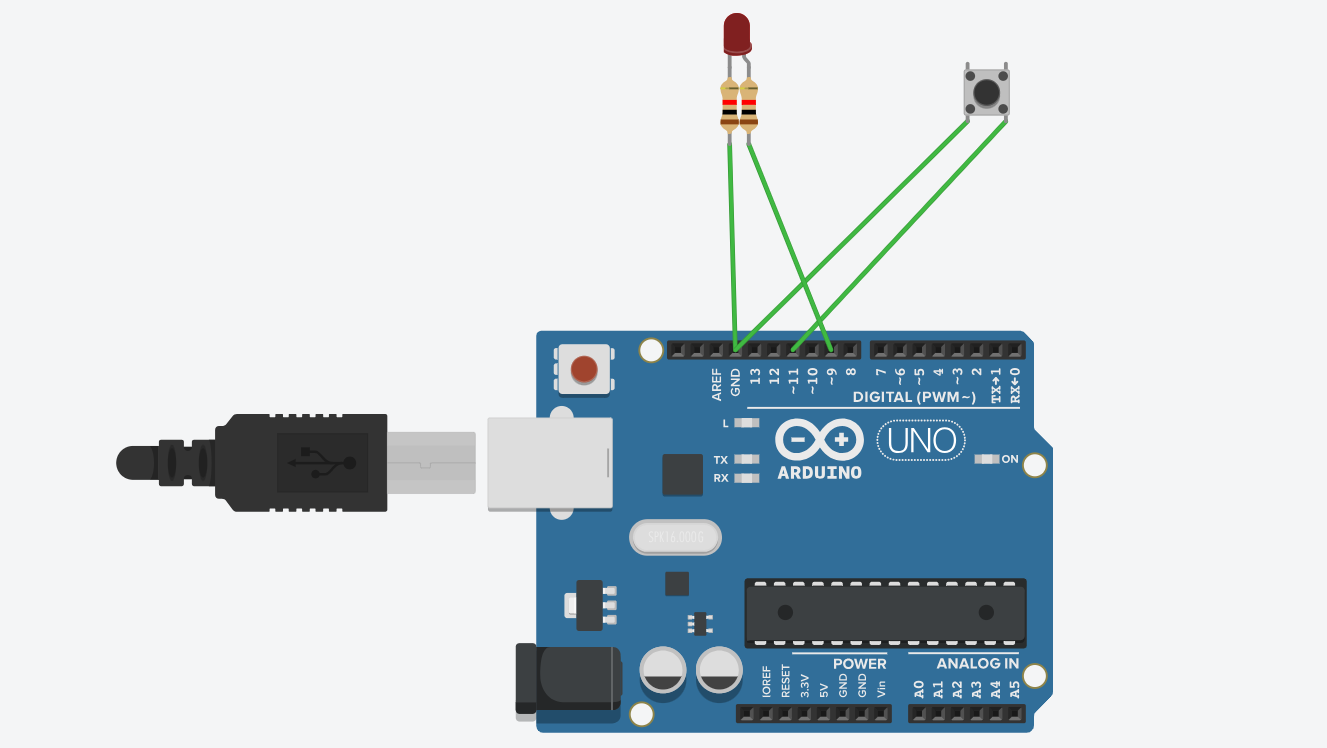 AREF
GND
13
12
~11
~10
~9
8
7
~6
~5
4
~3
2
TX→1
RX←0
DIGITAL (PWM~)
L
TX
RX
ARDUINO
UNO
ON
SPK16.000G
POWER
ANALOG IN
IOREF
RESET
3.3V
5V
GND
GND
Vin
A0
A1
A2
A3
A4
A5